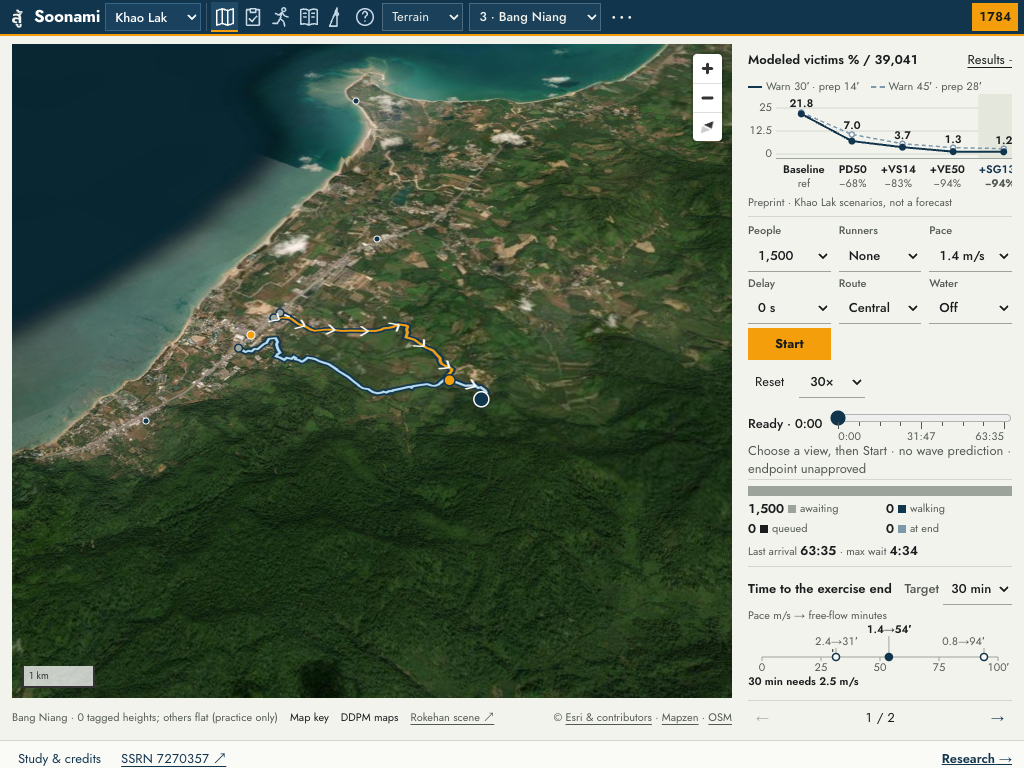 สู้ Soonami Khao Lak Terrain 3 · Bang Niang 1784
1 km
Bang Niang · 0 tagged heights; others flat (practice only) Map key DDPM maps Rokehan scene ↗ © Esri & contributors · Mapzen · OSM
Modeled victims % / 39,041 Results
Warn 30′ · prep 14′ Warn 45′ · prep 28′
25 21.8
12.5 7.0 3.7 1.3 1.2
0
Baseline PD50 +VS14 +VE50 +SG13
ref −68% −83% −94% −94%
Preprint · Khao Lak scenarios, not a forecast
People Runners Pace
1,500 None 1.4 m/s
Delay Route Water
0 s Central Off
Start
Reset 30×
Ready · 0:00
0:00 31:47 63:35
Choose a view, then Start · no wave prediction ·
endpoint unapproved
1,500 awaiting 0 walking
0 queued 0 at end
Last arrival 63:35 · max wait 4:34
Time to the exercise end Target 30 min
Pace m/s → free-flow minutes
1.4→54′
2.4→31′ 0.8→94′
0 25 50 75 100′
30 min needs 2.5 m/s
← 1 / 2 →
Study & credits SSRN 7270357 ↗ Research →